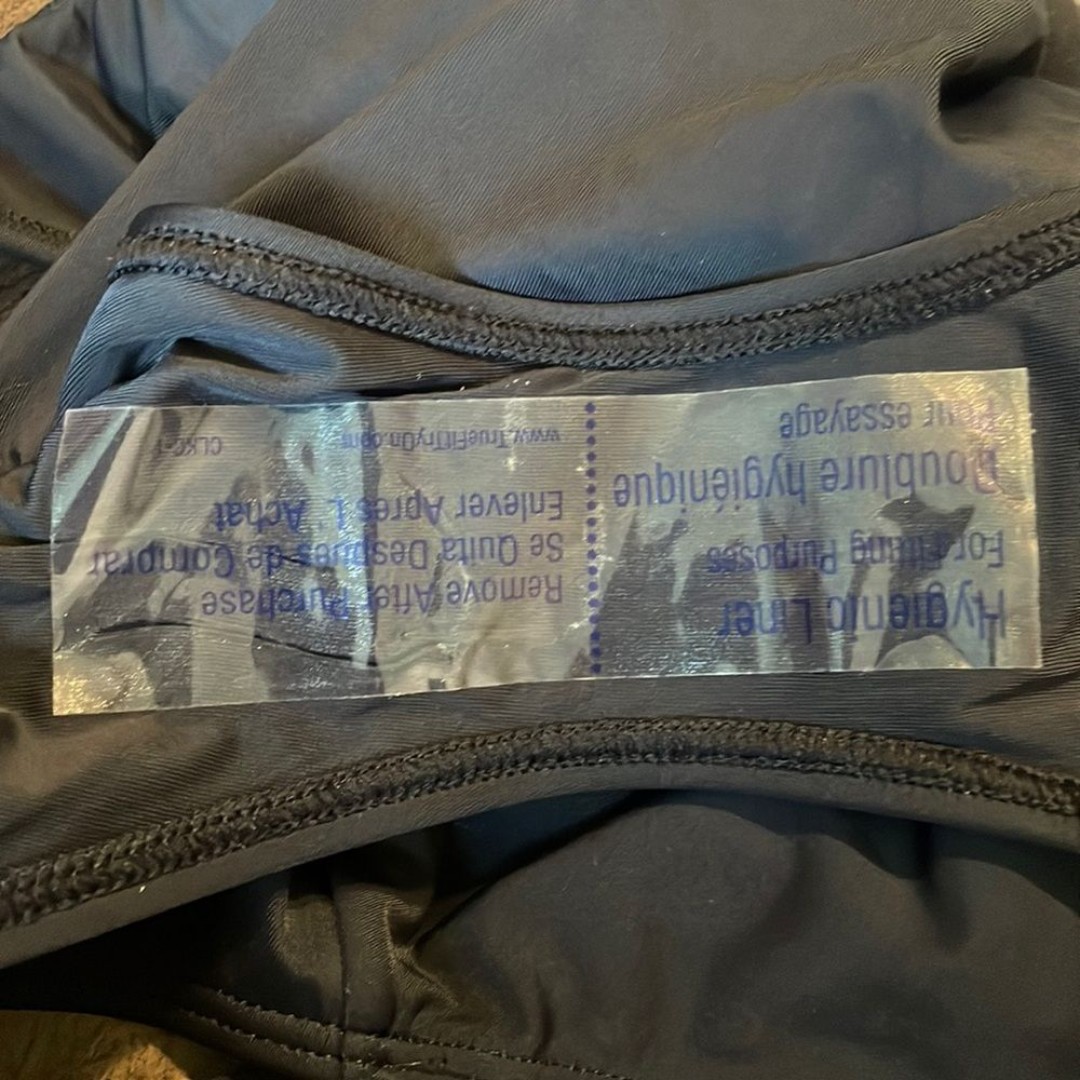 Hygienic Liner
For Fitting Purposes
Doublure hygiénique
Pour essayage
Remove After Purchase
Se Quita Despues de Comprar
Enlever Apres L' Achat
www.TrueFitTryOn.com